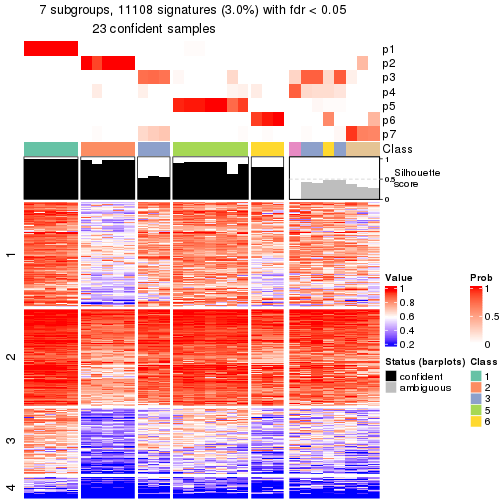 7 subgroups, 11108 signatures (3.0%) with fdr < 0.05
23 confident samples
p1
p2
p3
p4
p5
p6
p7
Class
1
0.5
0
Silhouette
score
1
2
3
4
Value
1
0.8
0.6
0.4
0.2
Prob
1
0.5
0
Status (barplots)
confident
ambiguous
Class
1
2
3
5
6